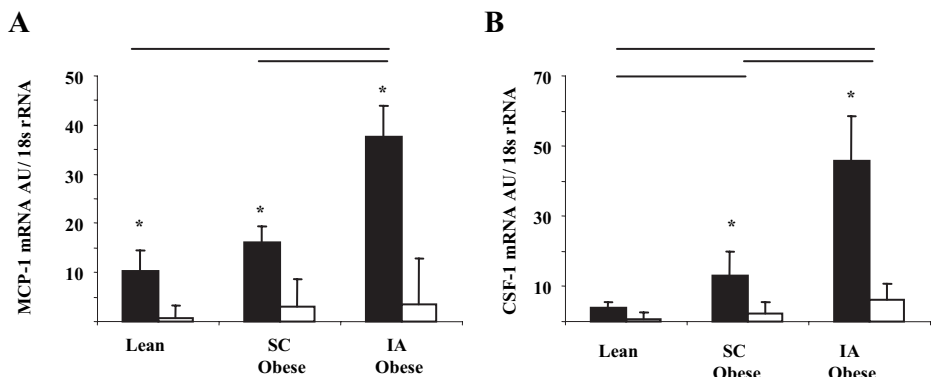 A
MCP-1 mRNA AU/ 18s rRNA
50
40
30
20
10
*
*
*
Lean
SC
Obese
IA
Obese
B
CSF-1 mRNA AU/ 18s rRNA
70
50
30
10
*
*
Lean
SC
Obese
IA
Obese